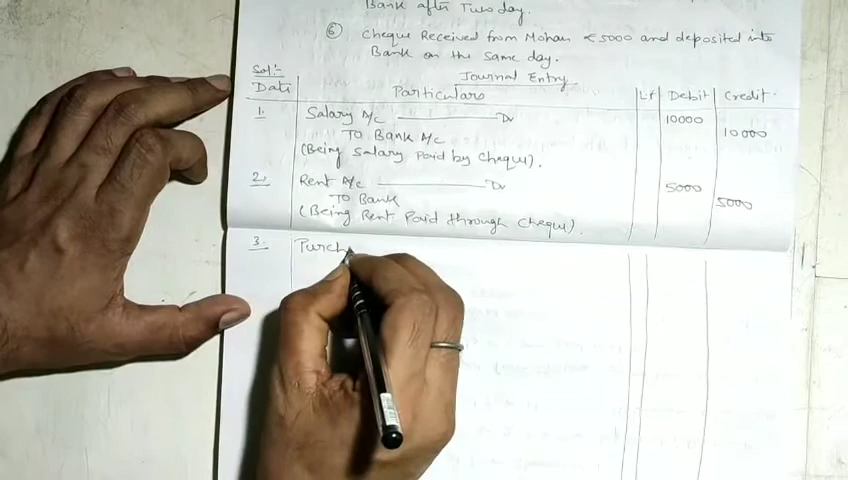 Bank after Two day.
⑥ Cheque Received from Mohan ₹5000 and deposited into
Bank on the same day.
Sol:-
Journal Entry
Date Particulars LF Debit Credit
1. Salary A/c Dr 10000
To Bank A/c 10000
(Being Salary Paid by Cheque).
2. Rent A/c Dr 5000
To Bank 5000
(Being Rent Paid through Cheque).
3. Purch